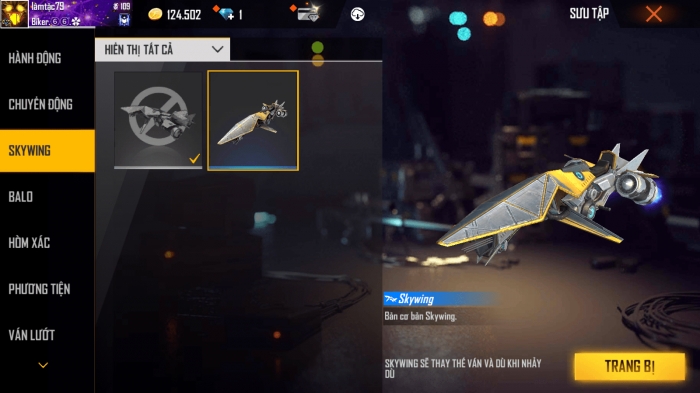 lamtac79
109
Biker.
124.502
1
SƯU TẬP
HÀNH ĐỘNG
HIỂN THỊ TẤT CẢ
CHUYỂN ĐỘNG
SKYWING
BALO
HÒM XÁC
PHƯƠNG TIỆN
VÁN LƯỚT
Skywing
Bản cơ bản Skywing.
SKYWING SẼ THAY THẾ VÁN VÀ DÙ KHI NHẢY
DÙ
TRANG BỊ